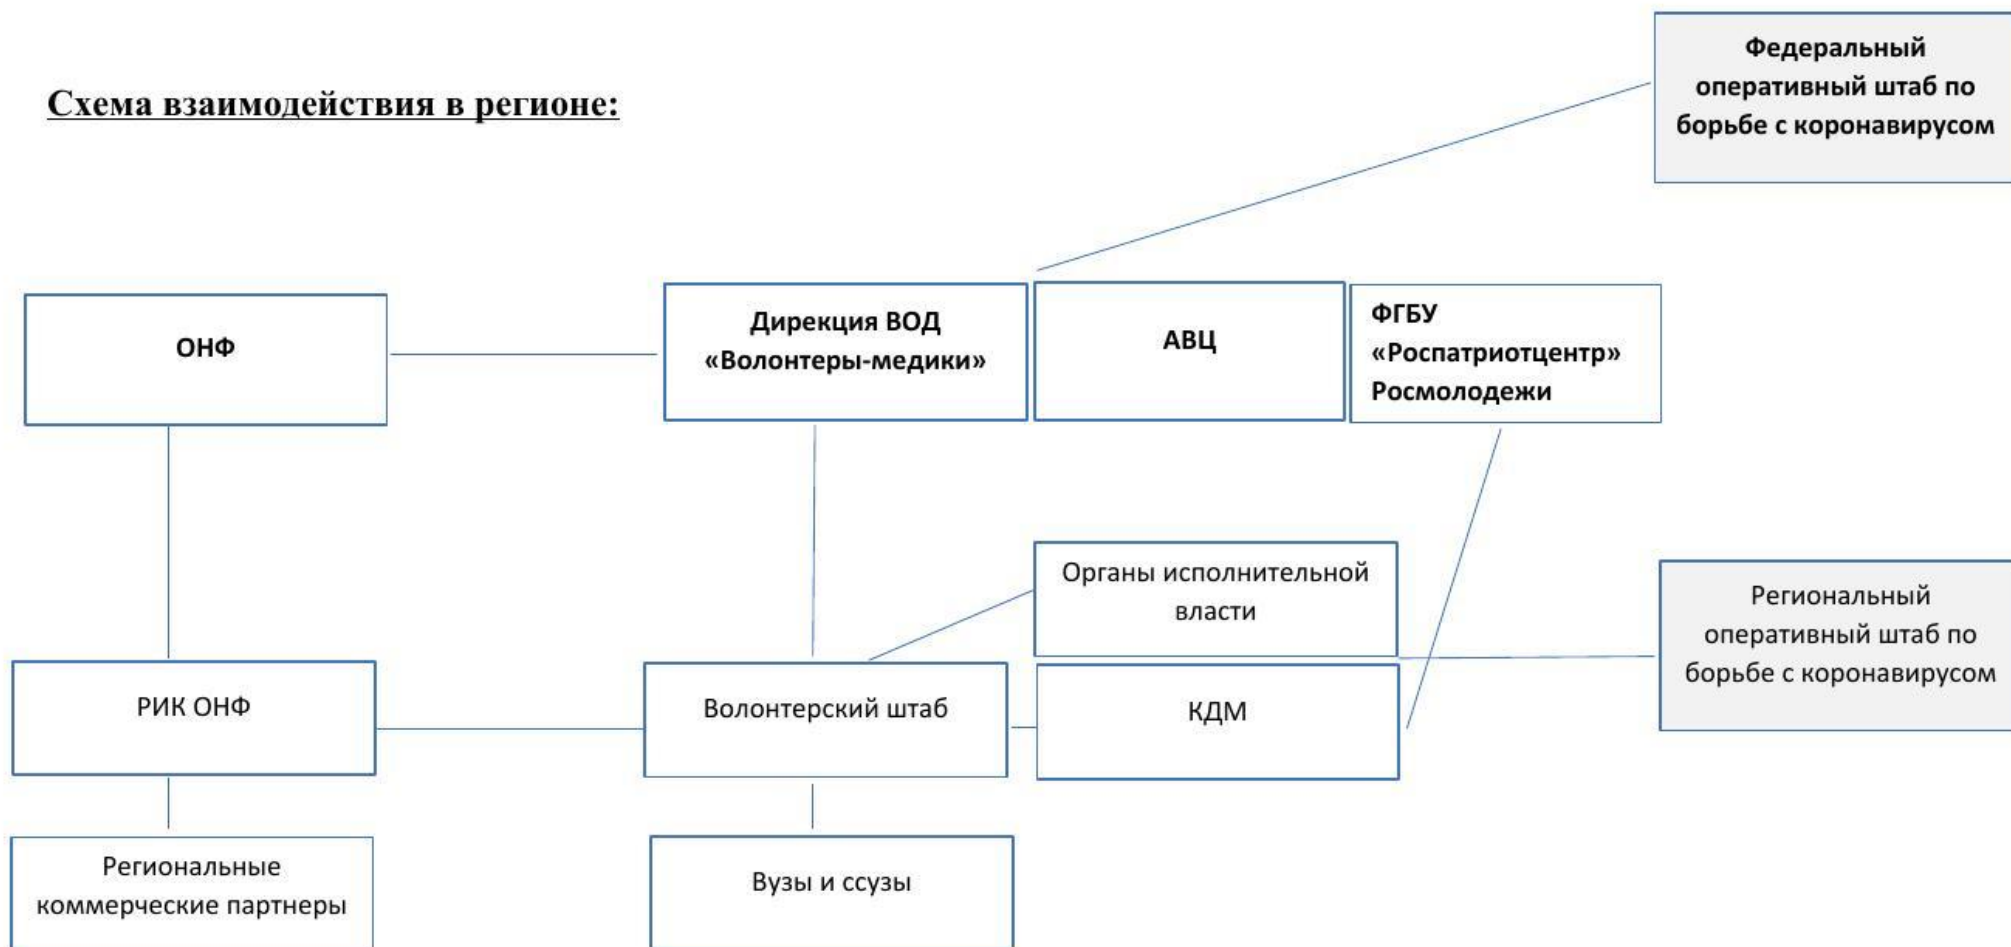 Федеральный
оперативный штаб по
борьбе с коронавирусом
Схема взаимодействия в регионе:
ОНФ
Дирекция ВОД
«Волонтеры-медики»
АВЦ
ФГБУ
«Роспатриотцентр»
Росмолодежи
Органы исполнительной
власти
Региональный
оперативный штаб по
борьбе с коронавирусом
РИК ОНФ
Волонтерский штаб
КДМ
Региональные
коммерческие партнеры
Вузы и ссузы